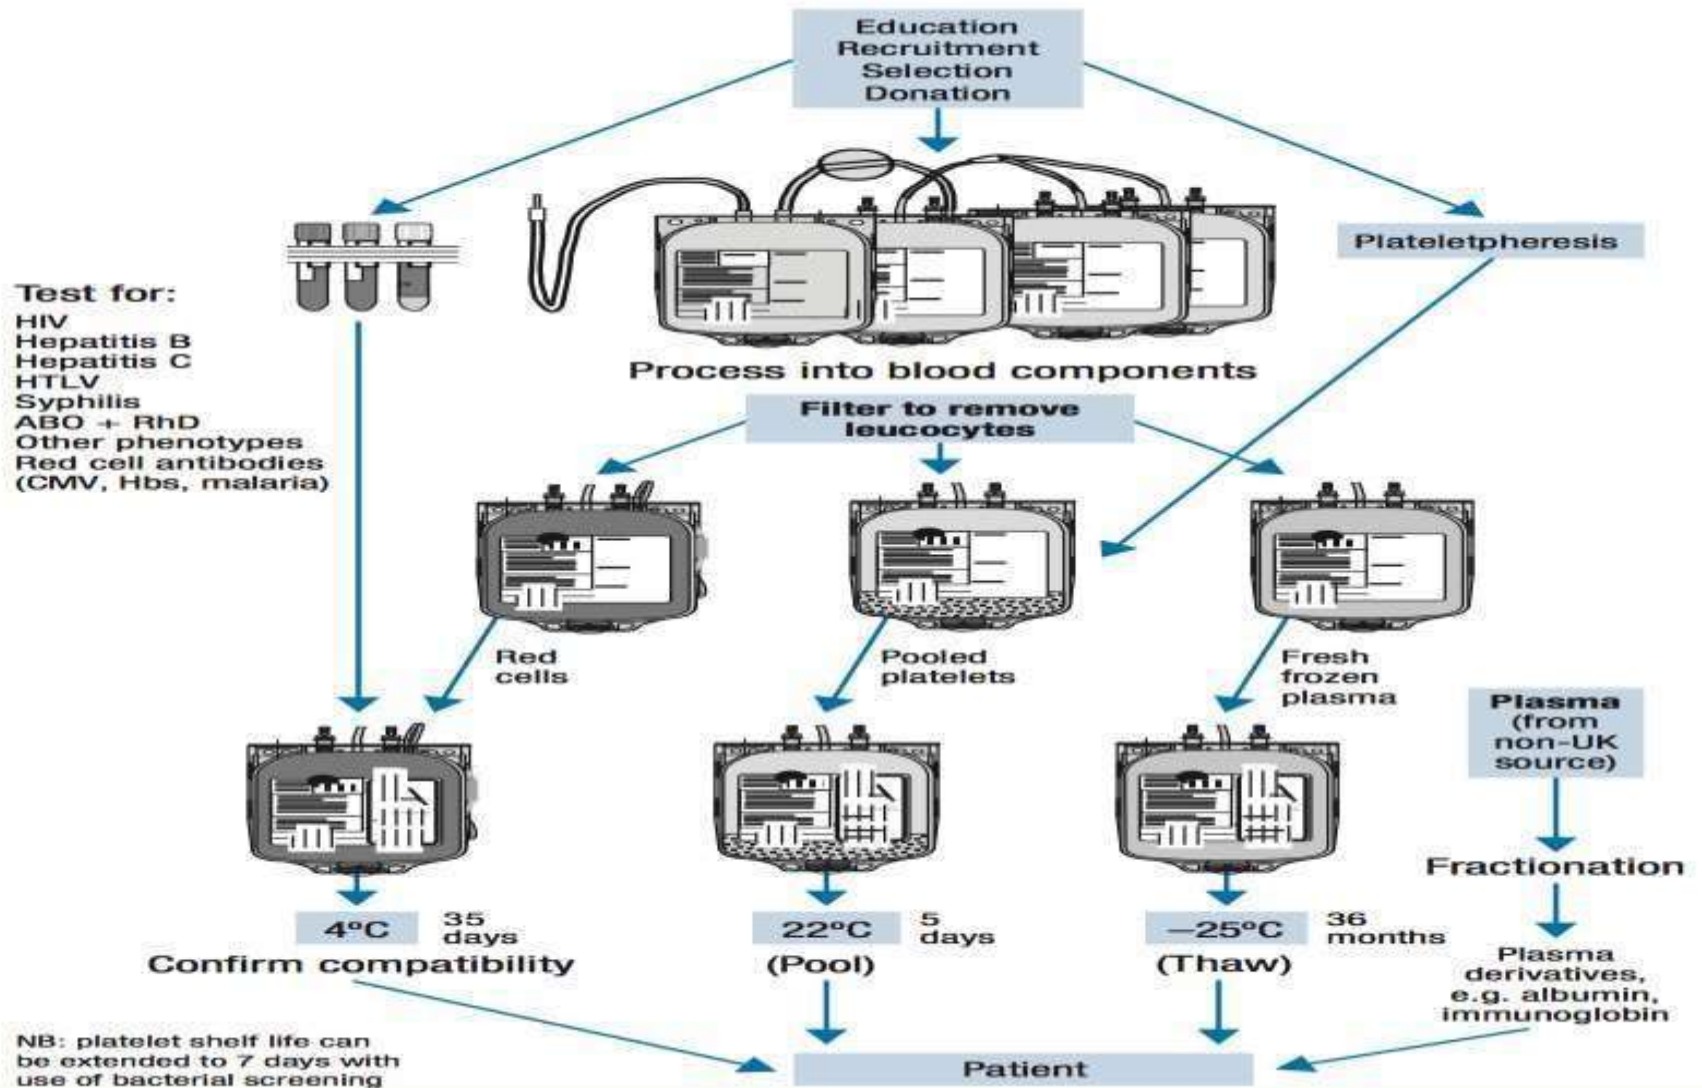 Education
Recruitment
Selection
Donation
Plateletpheresis
Test for:
HIV
Hepatitis B
Hepatitis C
HTLV
Syphilis
ABO + RhD
Other phenotypes
Red cell antibodies
(CMV, Hbs, malaria)
Process into blood components
Filter to remove
leucocytes
Red
cells
Pooled
platelets
Fresh
frozen
plasma
Plasma
(from
non-UK
source)
Fractionation
4°C
35
days
22°C
5
days
−25°C
36
months
Confirm compatibility
(Pool)
(Thaw)
Plasma
derivatives,
e.g. albumin,
immunoglobin
NB: platelet shelf life can
be extended to 7 days with
use of bacterial screening
Patient